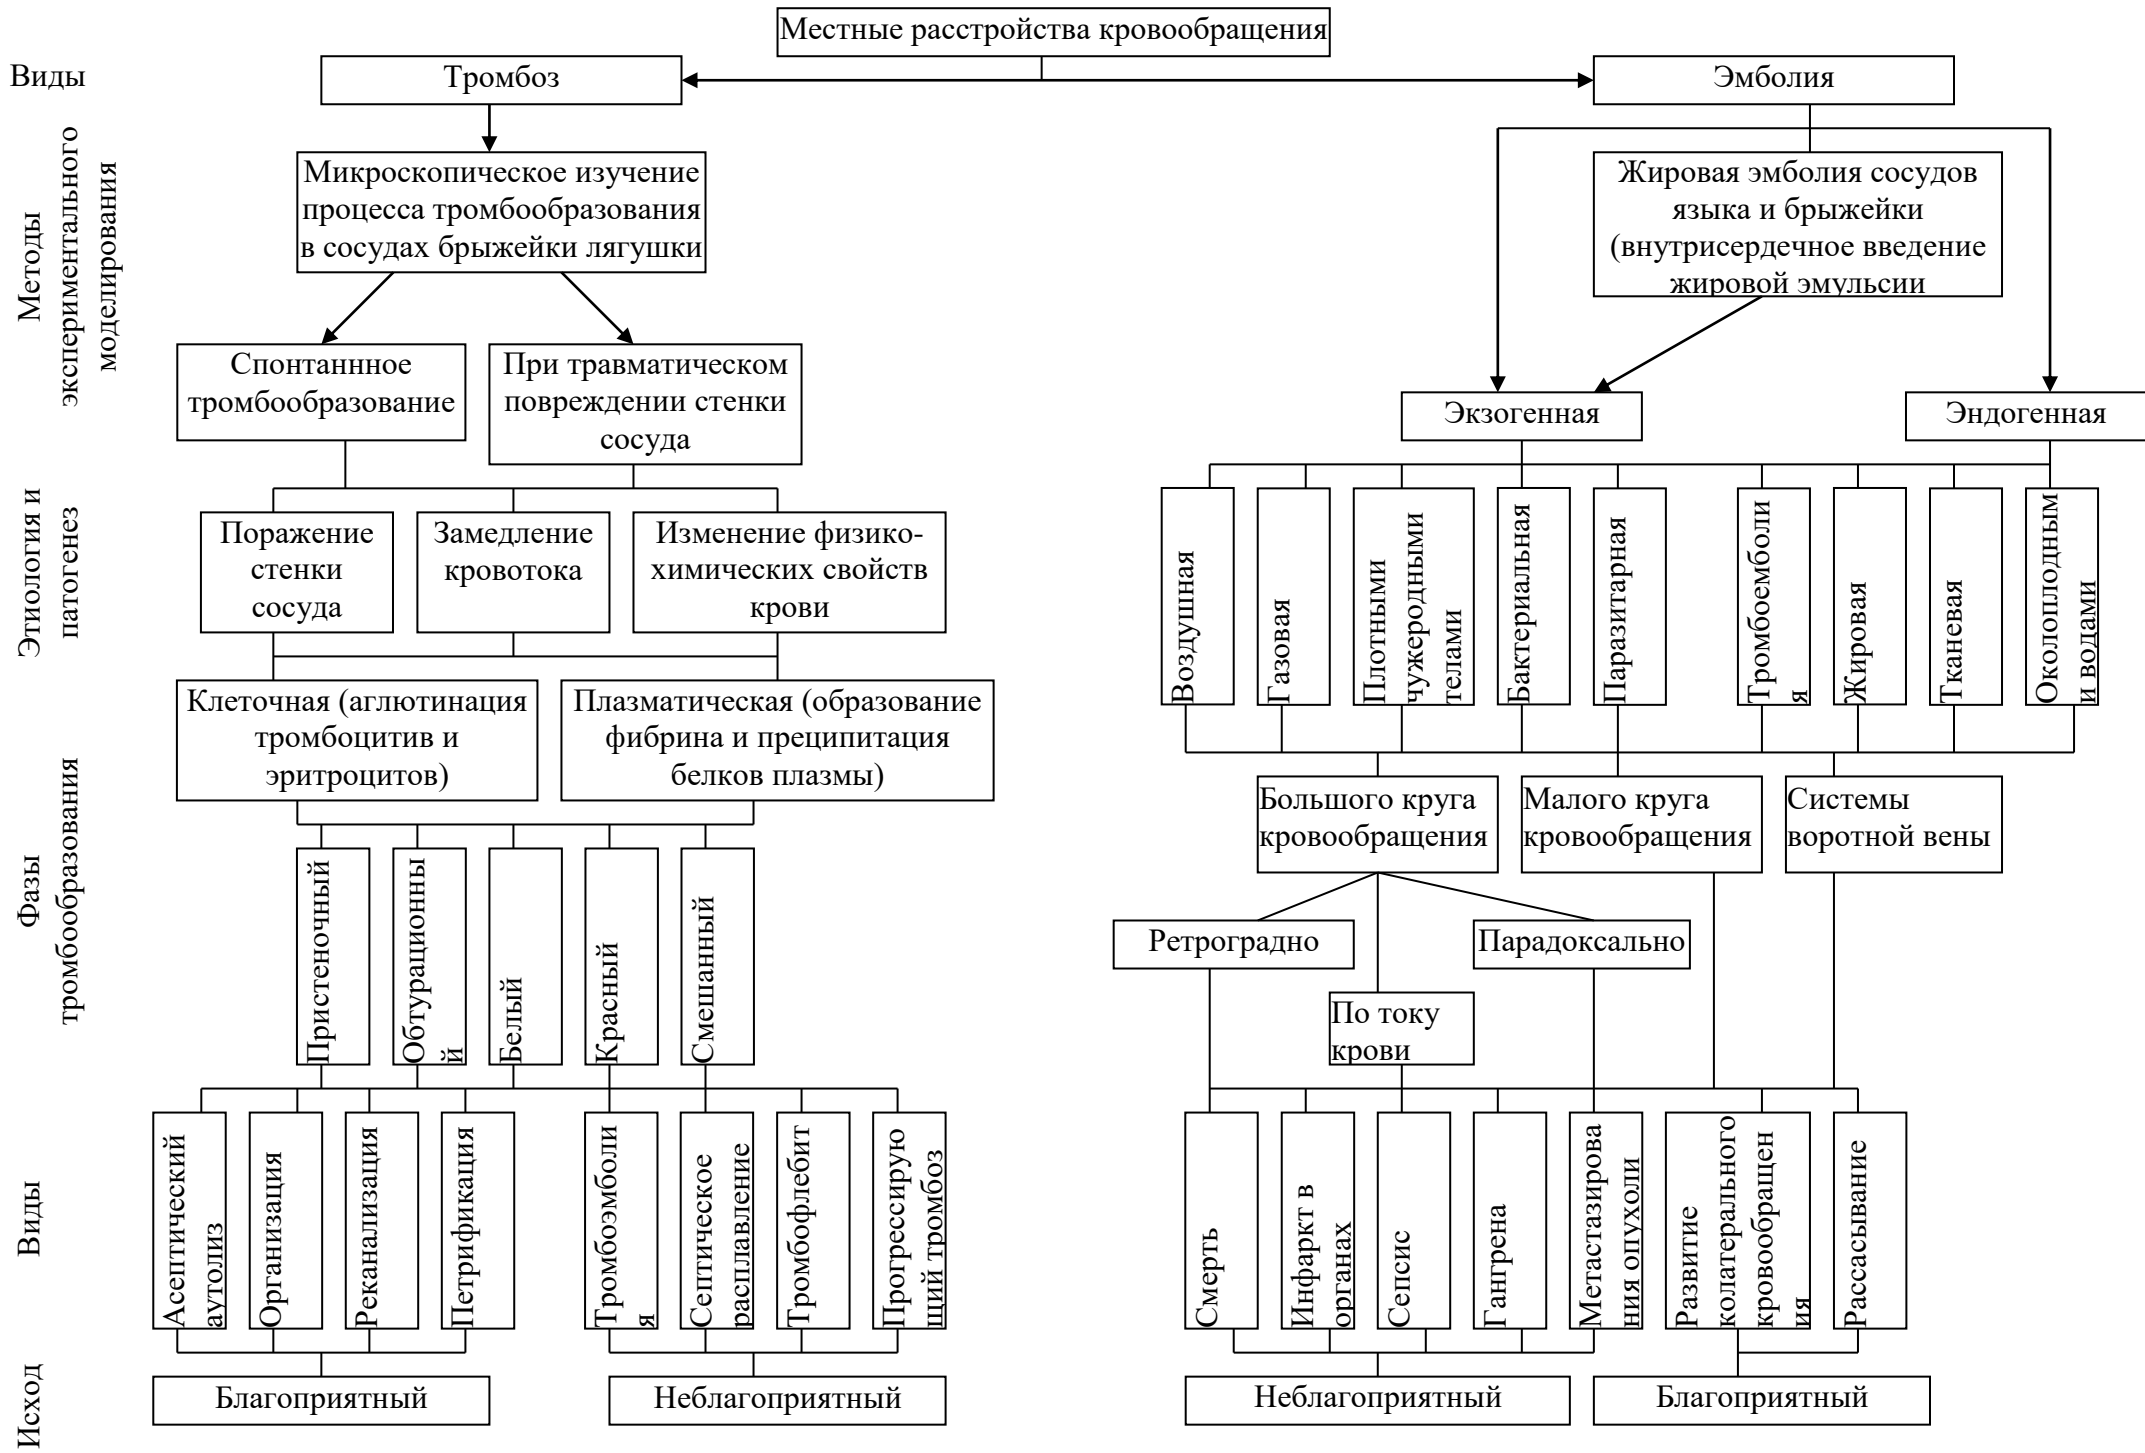 Местные расстройства кровообращения
Виды
Тромбоз
Эмболия
Методы
экспериментального
моделирования
Микроскопическое изучение
процесса тромбообразования
в сосудах брыжейки лягушки
Жировая эмболия сосудов
языка и брыжейки
(внутрисердечное введение
жировой эмульсии
Спонтаннное
тромбообразование
При травматическом
повреждении стенки
сосуда
Экзогенная
Эндогенная
Этиология и
патогенез
Поражение
стенки
сосуда
Замедление
кровотока
Изменение физико-
химических свойств
крови
Воздушная
Газовая
Плотными
чужеродными
телами
Бактериальная
Паразитарная
Тромбоемболи
я
Жировая
Тканевая
Околоплодным
и водами
Фазы
тромбообразования
Клеточная (аглютинация
тромбоцитив и
эритроцитов)
Плазматическая (образование
фибрина и преципитация
белков плазмы)
Большого круга
кровообращения
Малого круга
кровообращения
Системы
воротной вены
Пристеночный
Обтурационны
й
Белый
Красный
Смешанный
Ретроградно
Парадоксально
По току
крови
Виды
Асептический
аутолиз
Организация
Реканализация
Петрификация
Тромбоэмболи
я
Септическое
расплавление
Тромбофлебит
Прогрессирую
щий тромбоз
Смерть
Инфаркт в
органах
Сепсис
Гангрена
Метастазирова
ния опухоли
Развитие
колатерального
кровообращен
ия
Рассасывание
Исход
Благоприятный
Неблагоприятный
Неблагоприятный
Благоприятный